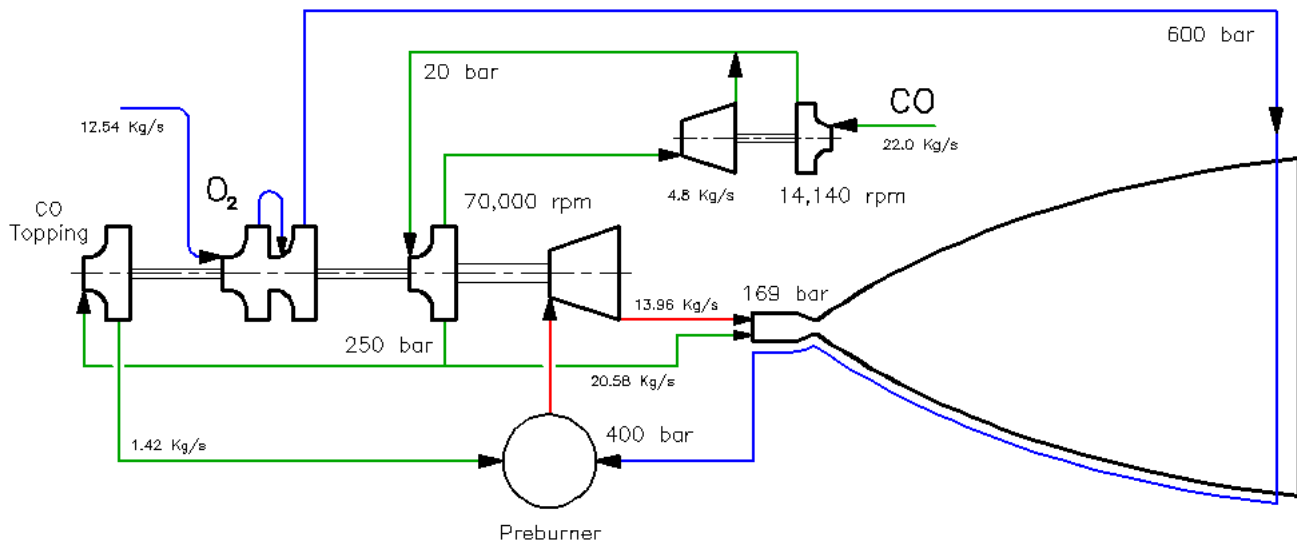 600 bar
20 bar
CO
12.54 Kg/s
22.0 Kg/s
O2
4.8 Kg/s
14,140 rpm
70,000 rpm
CO
Topping
169 bar
13.96 Kg/s
250 bar
20.58 Kg/s
1.42 Kg/s
400 bar
Preburner